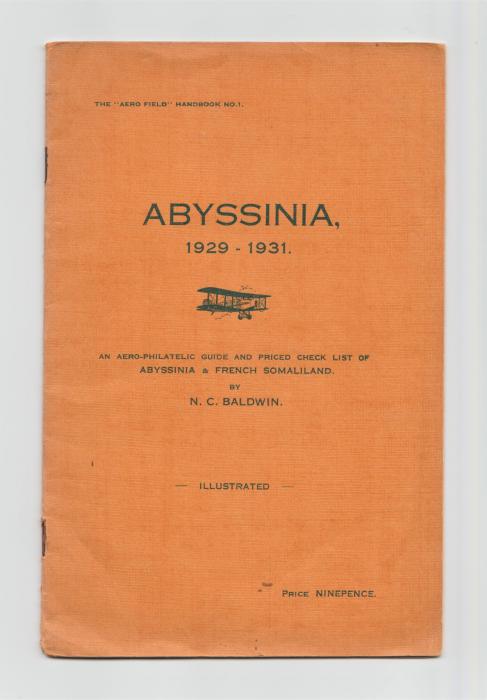 THE "AERO FIELD" HANDBOOK NO.1.
ABYSSINIA,
1929 - 1931.
AN AERO-PHILATELIC GUIDE AND PRICED CHECK LIST OF
ABYSSINIA & FRENCH SOMALILAND.
BY
N. C. BALDWIN.
— ILLUSTRATED —
PRICE NINEPENCE.